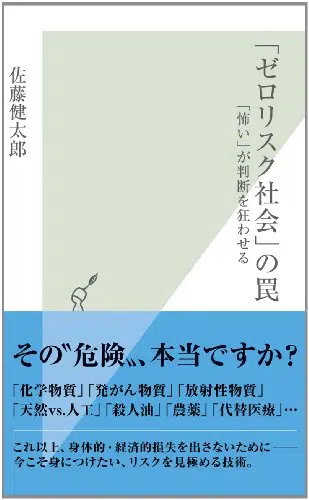 「ゼロリスク社会」の罠
「怖い」が判断を狂わせる
佐藤健太郎
その〝危険〟、本当ですか?
「化学物質」「発がん物質」「放射性物質」
「天然vs.人工」「殺人油」「農薬」「代替医療」…
これ以上、身体的・経済的損失を出さないために──
今こそ身につけたい、リスクを見極める技術。